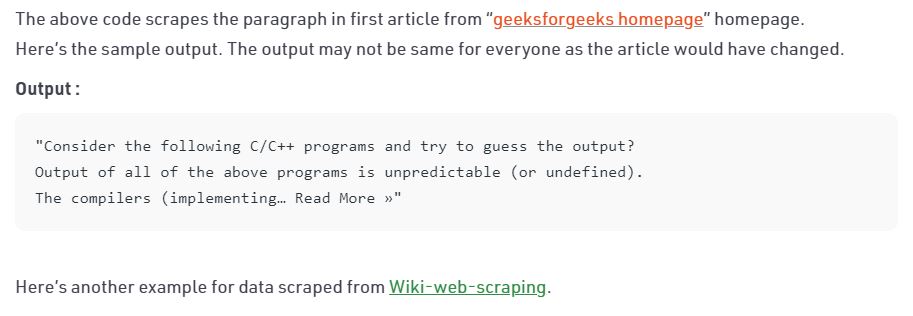 The above code scrapes the paragraph in first article from “geeksforgeeks homepage” homepage.
Here’s the sample output. The output may not be same for everyone as the article would have changed.
Output :
"Consider the following C/C++ programs and try to guess the output?
Output of all of the above programs is unpredictable (or undefined).
The compilers (implementing… Read More »"
Here’s another example for data scraped from Wiki-web-scraping.